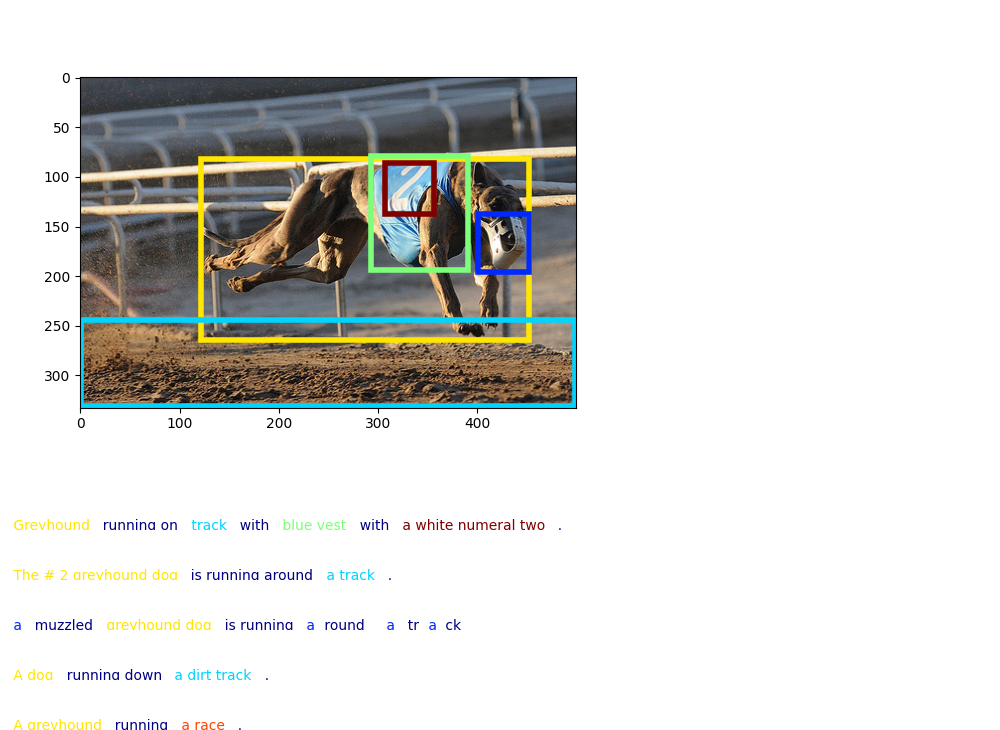 0
50
100
150
200
250
300
0 100 200 300 400
2
Greyhound running on track with blue vest with a white numeral two .
The # 2 greyhound dog is running around a track .
a muzzled greyhound dog is running a round a tr a ck
A dog running down a dirt track .
A greyhound running a race .